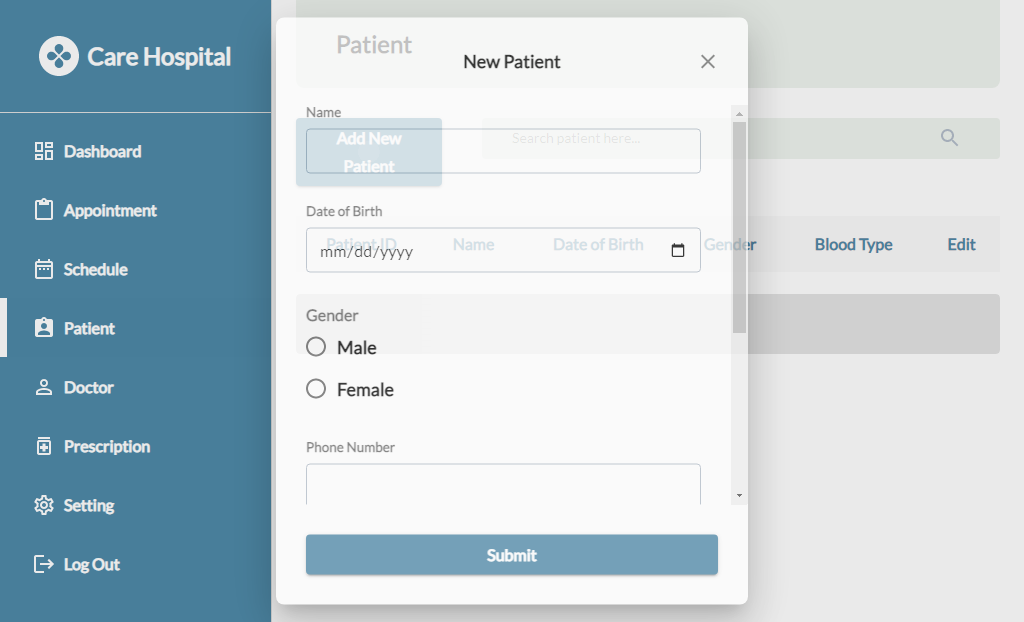 Care Hospital
Dashboard
Appointment
Schedule
Patient
Doctor
Prescription
Setting
Log Out
Patient
New Patient
Name
Add New
Patient
Search patient here...
Date of Birth
mm/dd/yyyy
Patient ID Name Date of Birth Gender Blood Type Edit
Gender
Male
Female
Phone Number
Submit